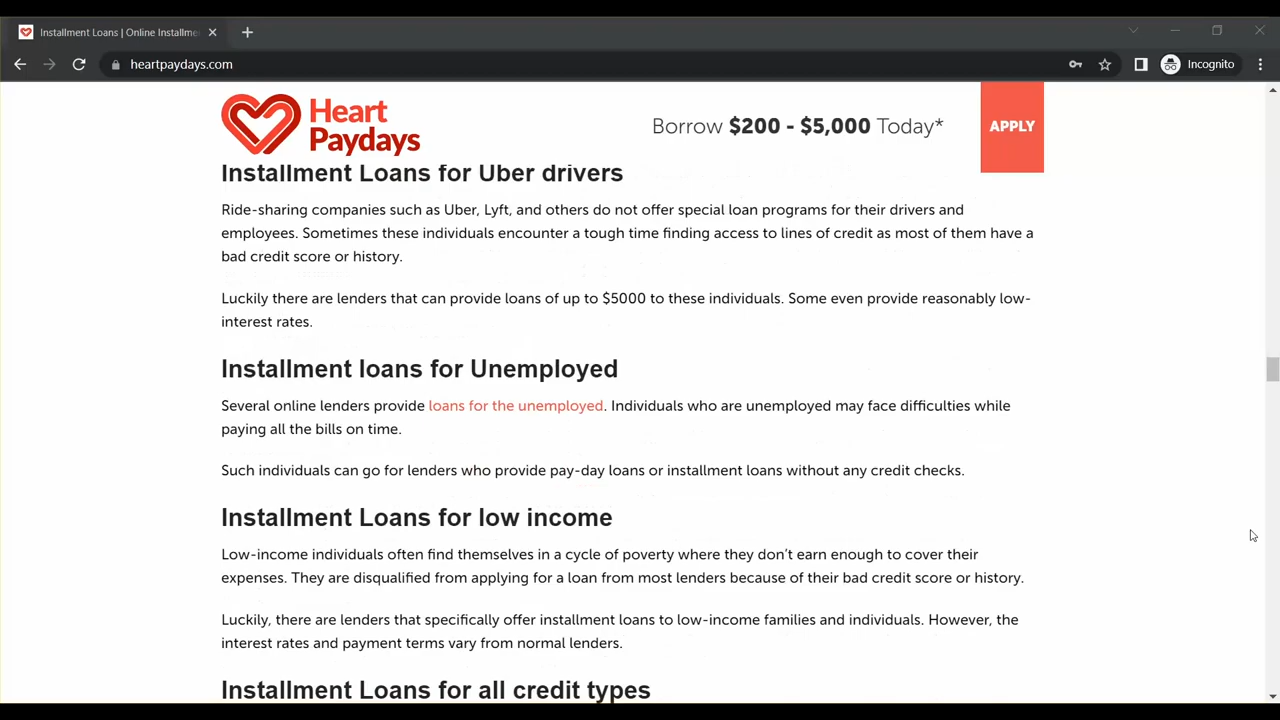 Installment Loans | Online Installme
heartpaydays.com
Incognito
Heart
Paydays
Borrow $200 - $5,000 Today*
APPLY
Installment Loans for Uber drivers
Ride-sharing companies such as Uber, Lyft, and others do not offer special loan programs for their drivers and
employees. Sometimes these individuals encounter a tough time finding access to lines of credit as most of them have a
bad credit score or history.
Luckily there are lenders that can provide loans of up to $5000 to these individuals. Some even provide reasonably low-
interest rates.
Installment loans for Unemployed
Several online lenders provide loans for the unemployed. Individuals who are unemployed may face difficulties while
paying all the bills on time.
Such individuals can go for lenders who provide pay-day loans or installment loans without any credit checks.
Installment Loans for low income
Low-income individuals often find themselves in a cycle of poverty where they don’t earn enough to cover their
expenses. They are disqualified from applying for a loan from most lenders because of their bad credit score or history.
Luckily, there are lenders that specifically offer installment loans to low-income families and individuals. However, the
interest rates and payment terms vary from normal lenders.
Installment Loans for all credit types